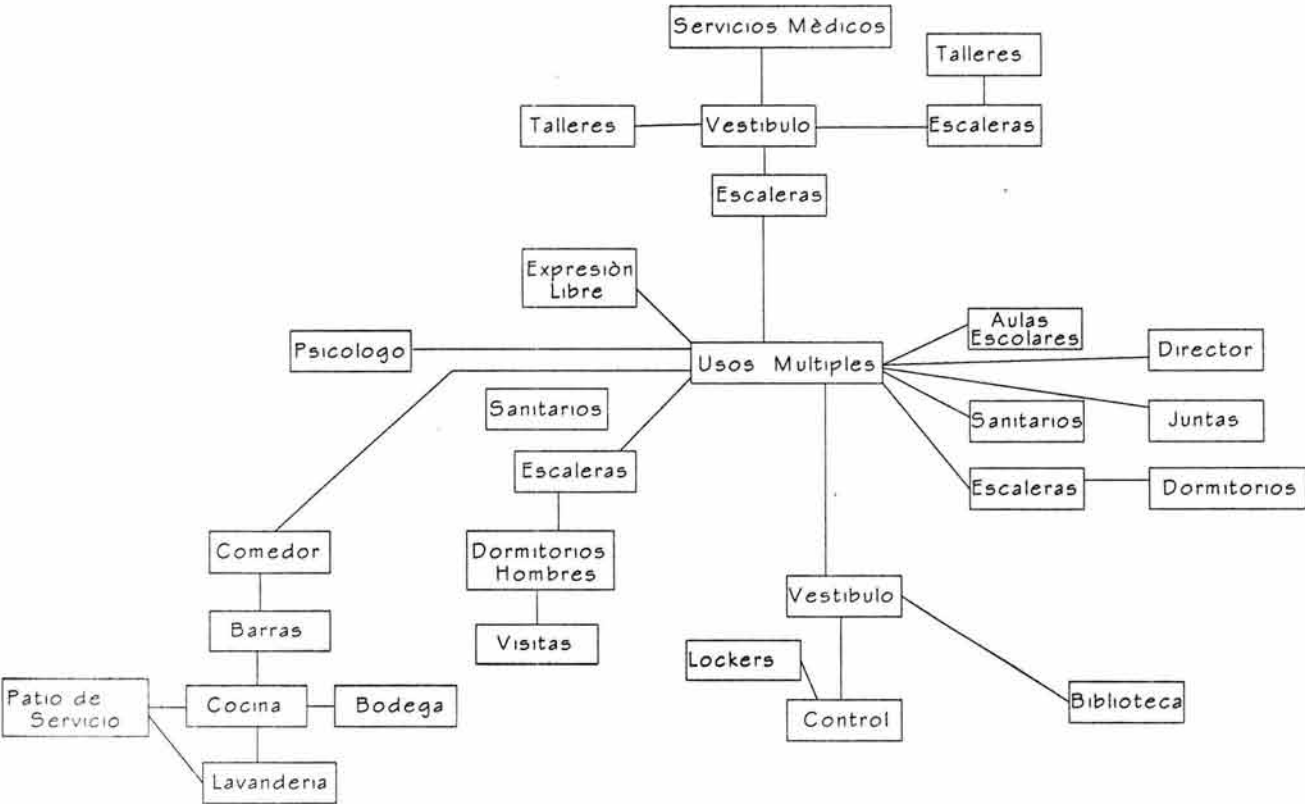 Servicios Mèdicos
Talleres
Talleres
Vestibulo
Escaleras
Escaleras
Expresiòn
Libre
Psicologo
Usos Multiples
Aulas
Escolares
Director
Sanitarios
Sanitarios
Juntas
Escaleras
Escaleras
Dormitorios
Comedor
Dormitorios
Hombres
Vestibulo
Barras
Visitas
Lockers
Patio de
Servicio
Cocina
Bodega
Control
Biblioteca
Lavanderia